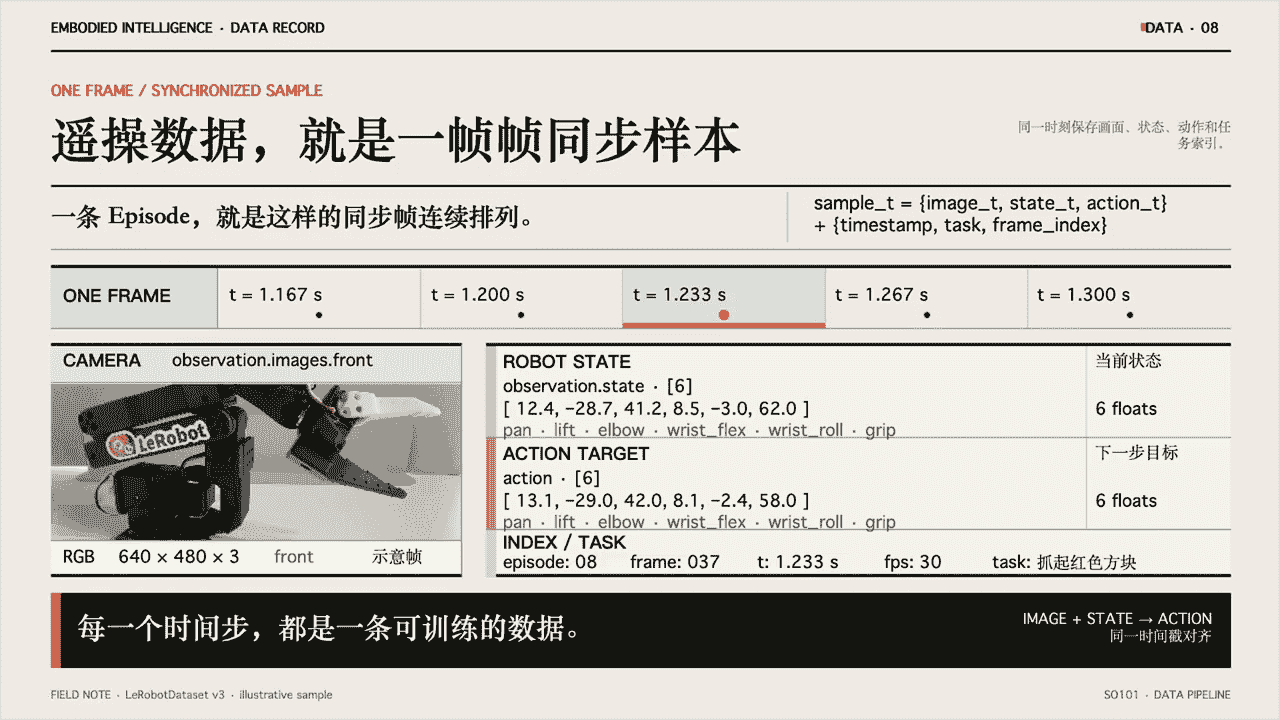 EMBODIED INTELLIGENCE · DATA RECORD
DATA · 08
ONE FRAME / SYNCHRONIZED SAMPLE
遥操数据，就是一帧帧同步样本
同一时刻保存画面、状态、动作和任
务索引。
一条 Episode，就是这样的同步帧连续排列。
sample_t = {image_t, state_t, action_t}
+ {timestamp, task, frame_index}
ONE FRAME
t = 1.167 s
t = 1.200 s
t = 1.233 s
t = 1.267 s
t = 1.300 s
CAMERA observation.images.front
LeRobot
RGB 640 × 480 × 3 front 示意帧
ROBOT STATE
当前状态
observation.state · [6]
[ 12.4, −28.7, 41.2, 8.5, −3.0, 62.0 ]
6 floats
pan · lift · elbow · wrist_flex · wrist_roll · grip
ACTION TARGET
下一步目标
action · [6]
[ 13.1, −29.0, 42.0, 8.1, −2.4, 58.0 ]
6 floats
pan · lift · elbow · wrist_flex · wrist_roll · grip
INDEX / TASK
episode: 08 frame: 037 t: 1.233 s fps: 30 task: 抓起红色方块
每一个时间步，都是一条可训练的数据。
IMAGE + STATE → ACTION
同一时间戳对齐
FIELD NOTE · LeRobotDataset v3 · illustrative sample
SO101 · DATA PIPELINE